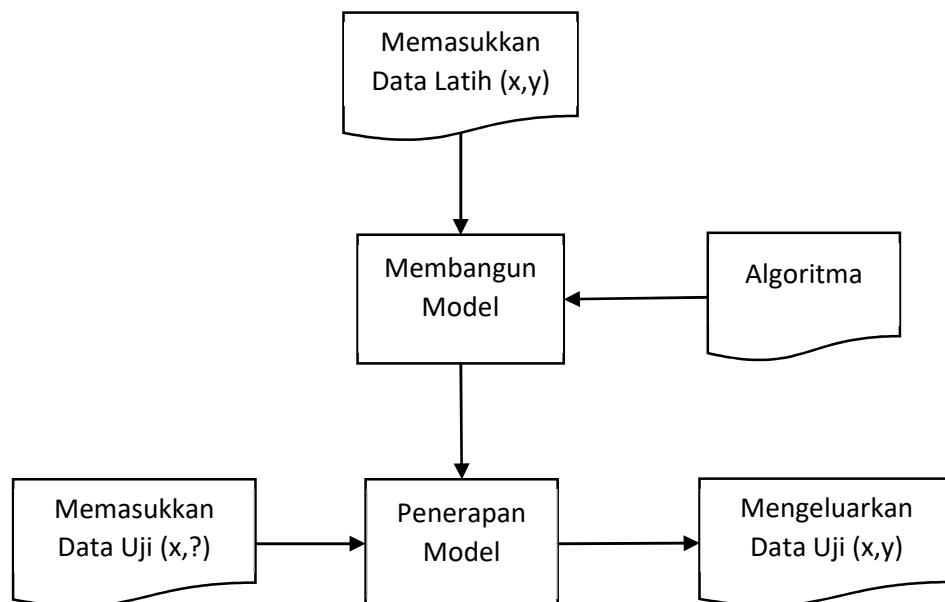 Memasukkan
Data Latih (x,y)
Membangun
Model
Algoritma
Memasukkan
Data Uji (x,?)
Penerapan
Model
Mengeluarkan
Data Uji (x,y)